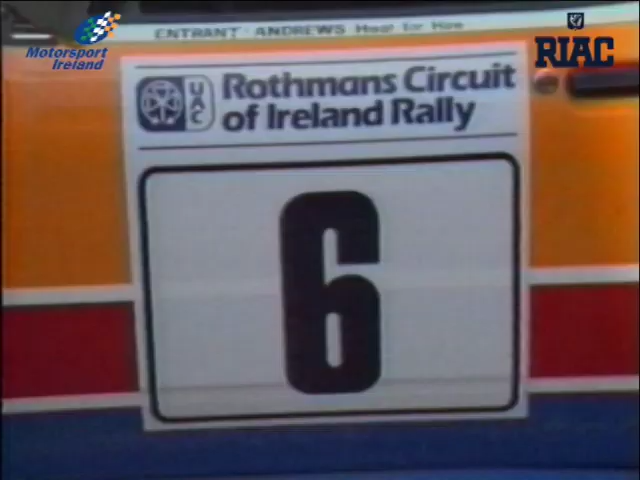 ENTRANT · ANDREWS Heat for Hire
Motorsport
Ireland
RIAC
UAC
Rothmans Circuit
of Ireland Rally
6